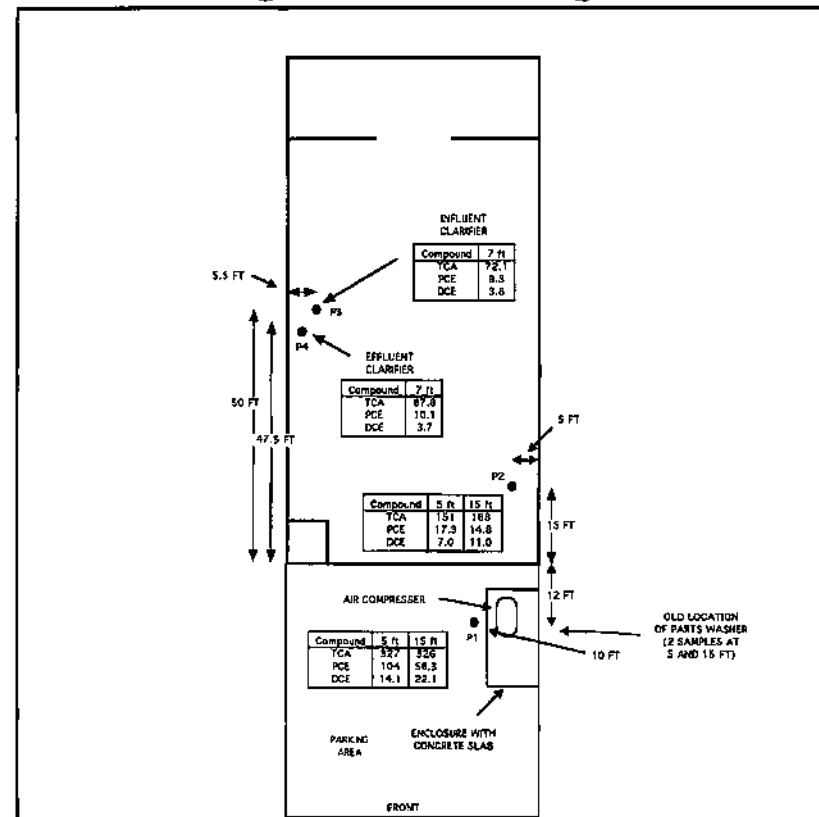 INFLUENT
CLARIFIER
Compound 7 ft
TCA 72.1
PCE 8.3
DCE 3.8
5.5 FT
P3
P4
EFFLUENT
CLARIFIER
Compound 7 ft
TCA 87.8
PCE 10.1
DCE 3.7
50 FT
47.5 FT
5 FT
P2
Compound 5 ft 15 ft
TCA 151 168
PCE 17.3 14.8
DCE 7.0 11.0
15 FT
12 FT
AIR COMPRESSER
P1
OLD LOCATION
OF PARTS WASHER
(2 SAMPLES AT
5 AND 15 FT)
10 FT
Compound 5 ft 15 ft
TCA 327 326
PCE 104 56.3
DCE 14.1 22.1
PARKING
AREA
ENCLOSURE WITH
CONCRETE SLAB
FRONT